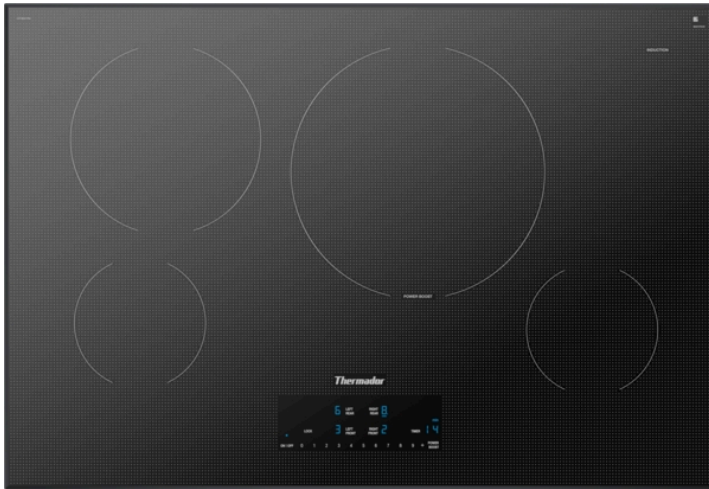 INDUCTION
POWER BOOST
Thermador
6 LEFT REAR RIGHT REAR 8
LOCK 3 LEFT FRONT RIGHT FRONT 2 TIMER 14
ON / OFF 0 1 2 3 4 5 6 7 8 9 POWER BOOST